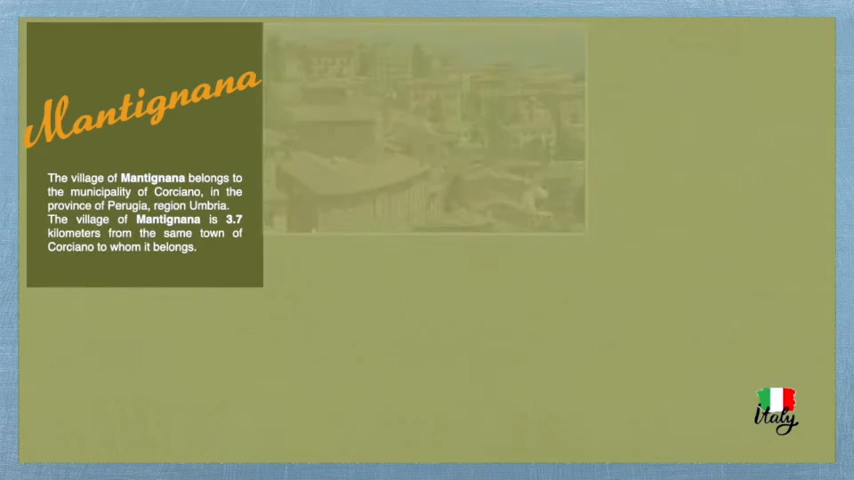 Mantignana
The village of Mantignana belongs to
the municipality of Corciano, in the
province of Perugia, region Umbria.
The village of Mantignana is 3.7
kilometers from the same town of
Corciano to whom it belongs.
italy